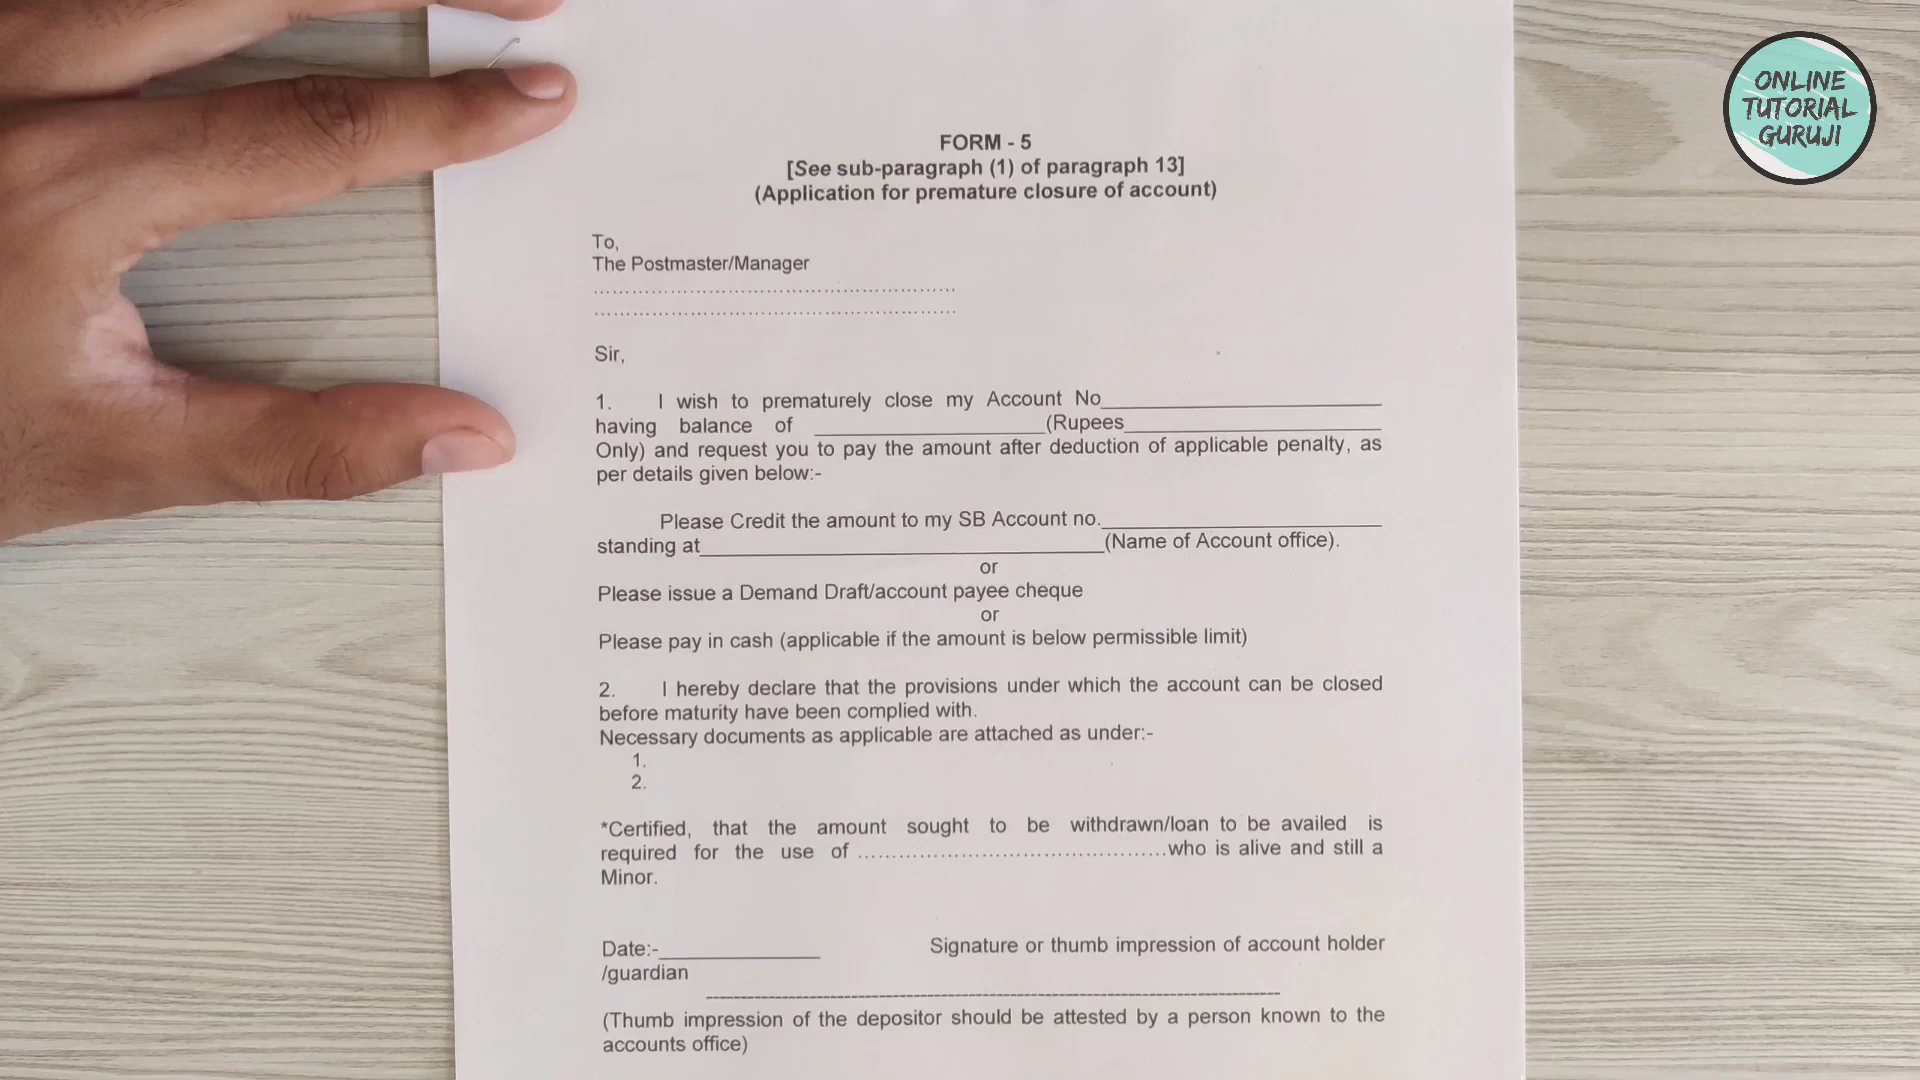 ONLINE
TUTORIAL
GURUJI
FORM - 5
[See sub-paragraph (1) of paragraph 13]
(Application for premature closure of account)
To,
The Postmaster/Manager
..........................................................
..........................................................
Sir,
1. I wish to prematurely close my Account No____________________
having balance of ____________________(Rupees____________________
Only) and request you to pay the amount after deduction of applicable penalty, as
per details given below:-
Please Credit the amount to my SB Account no.____________________
standing at______________________________(Name of Account office).
or
Please issue a Demand Draft/account payee cheque
or
Please pay in cash (applicable if the amount is below permissible limit)
2. I hereby declare that the provisions under which the account can be closed
before maturity have been complied with.
Necessary documents as applicable are attached as under:-
1.
2.
*Certified, that the amount sought to be withdrawn/loan to be availed is
required for the use of ..............................................who is alive and still a
Minor.
Date:-______________ Signature or thumb impression of account holder
/guardian
------------------------------------------------------------
(Thumb impression of the depositor should be attested by a person known to the
accounts office)